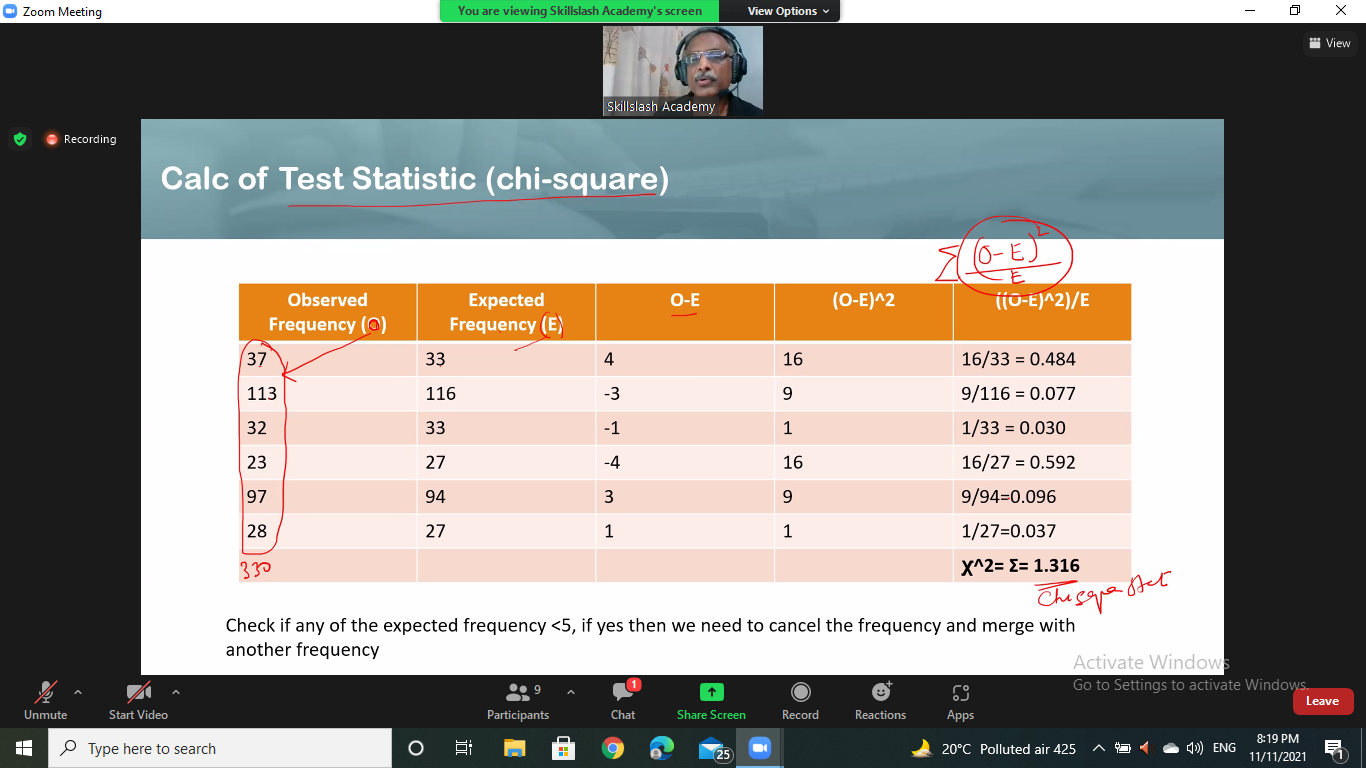 Zoom Meeting
You are viewing Skillslash Academy's screen
View Options
View
Skillslash Academy
Recording
Calc of Test Statistic (chi-square)
Σ (O-E)²
E
Observed Frequency (O) Expected Frequency (E) O-E (O-E)^2 ((O-E)^2)/E
37 33 4 16 16/33 = 0.484
113 116 -3 9 9/116 = 0.077
32 33 -1 1 1/33 = 0.030
23 27 -4 16 16/27 = 0.592
97 94 3 9 9/94=0.096
28 27 1 1 1/27=0.037
330 χ^2= Σ= 1.316
Check if any of the expected frequency <5, if yes then we need to cancel the frequency and merge with
another frequency
Activate Windows
Go to Settings to activate Windows.
9
1
Unmute Start Video Participants Chat Share Screen Record Reactions Apps Leave
Type here to search
25
20°C Polluted air 425
ENG
8:19 PM
11/11/2021
1